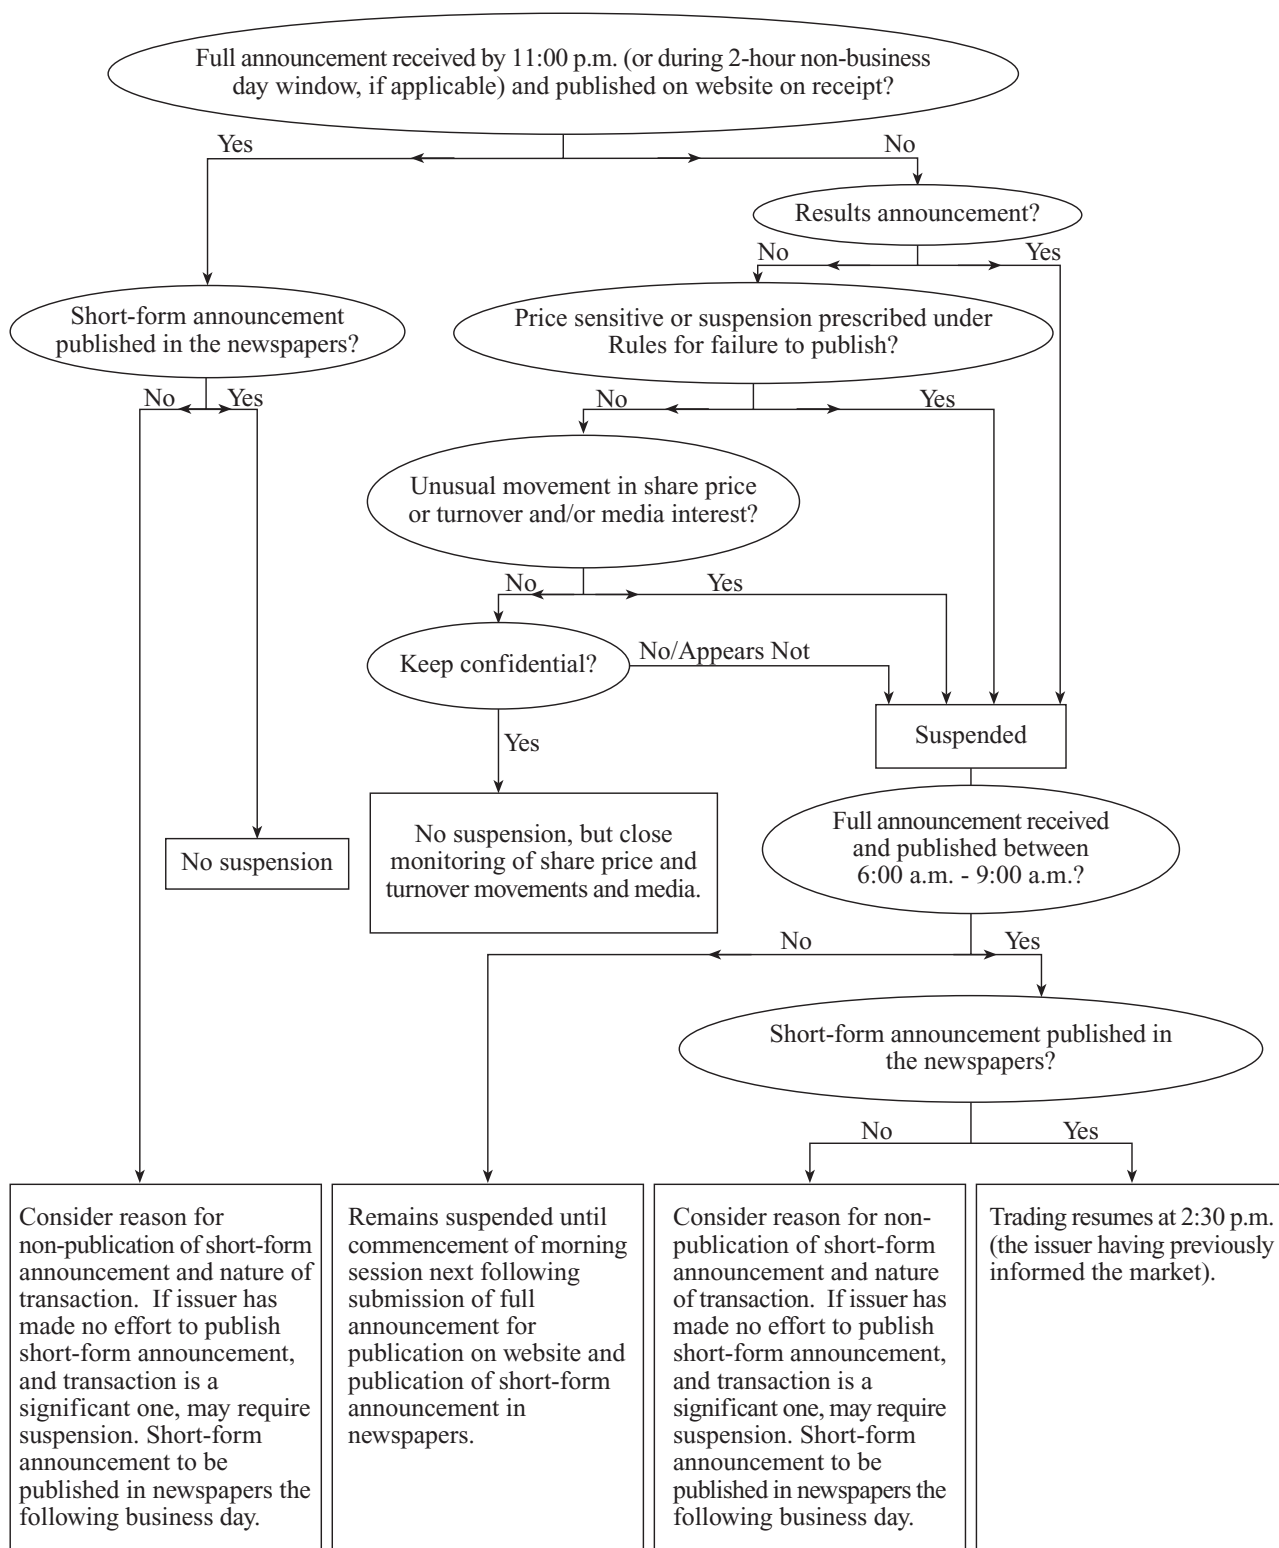 Full announcement received by 11:00 p.m. (or during 2-hour non-business
day window, if applicable) and published on website on receipt?
Yes
No
Results announcement?
No
Yes
Short-form announcement
published in the newspapers?
Price sensitive or suspension prescribed under
Rules for failure to publish?
No
Yes
No
Yes
Unusual movement in share price
or turnover and/or media interest?
No
Yes
Keep confidential?
No/Appears Not
Yes
Suspended
No suspension
No suspension, but close
monitoring of share price and
turnover movements and media.
Full announcement received
and published between
6:00 a.m. - 9:00 a.m.?
No
Yes
Short-form announcement published in
the newspapers?
No
Yes
Consider reason for
non-publication of short-form
announcement and nature of
transaction.  If issuer has
made no effort to publish
short-form announcement,
and transaction is a
significant one, may require
suspension. Short-form
announcement to be
published in newspapers the
following business day.
Remains suspended until
commencement of morning
session next following
submission of full
announcement for
publication on website and
publication of short-form
announcement in
newspapers.
Consider reason for non-
publication of short-form
announcement and nature
of transaction.  If issuer has
made no effort to publish
short-form announcement,
and transaction is a
significant one, may require
suspension. Short-form
announcement to be
published in newspapers the
following business day.
Trading resumes at 2:30 p.m.
(the issuer having previously
informed the market).